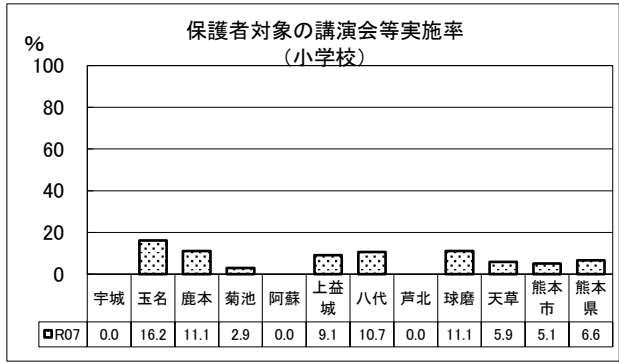 保護者対象の講演会等実施率
（小学校）
%
100
80
60
40
20
0
宇城 玉名 鹿本 菊池 阿蘇 上益城 八代 芦北 球磨 天草 熊本市 熊本県
R07 0.0 16.2 11.1 2.9 0.0 9.1 10.7 0.0 11.1 5.9 5.1 6.6